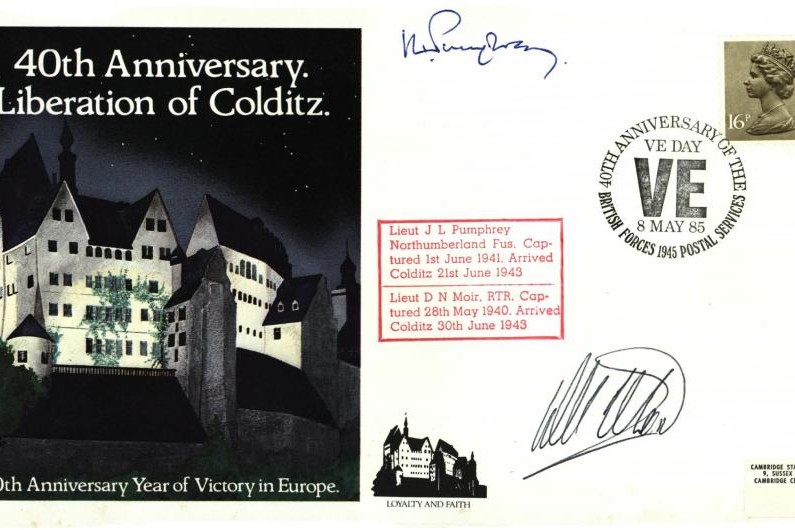 40th Anniversary.
Liberation of Colditz.
0th Anniversary Year of Victory in Europe.
16P
40TH ANNIVERSARY OF THE
VE DAY
VE
8 MAY 85
BRITISH FORCES 1945 POSTAL SERVICES
Lieut J L Pumphrey
Northumberland Fus. Cap-
tured 1st June 1941. Arrived
Colditz 21st June 1943
Lieut D N Moir, RTR. Cap-
tured 28th May 1940. Arrived
Colditz 30th June 1943
LOYALTY AND FAITH
CAMBRIDGE STA
9, SUSSEX
CAMBRIDGE C